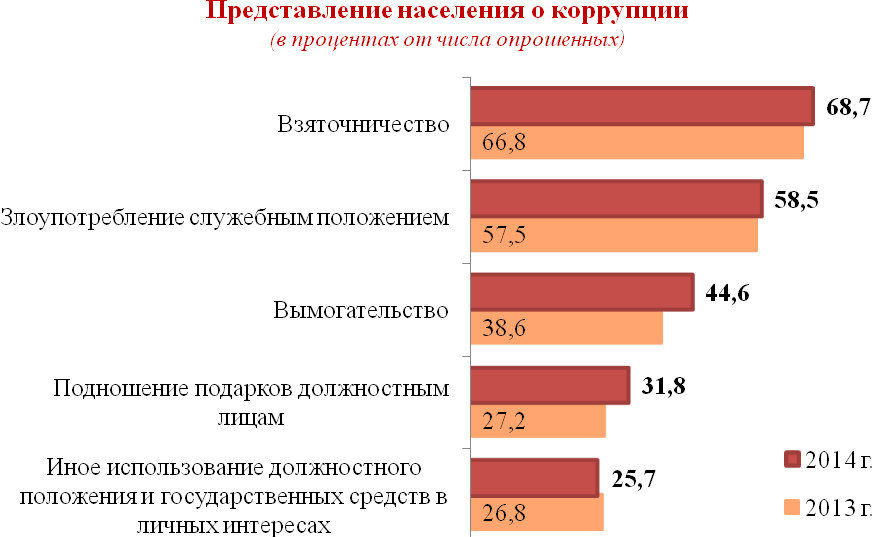 Представление населения о коррупции
(в процентах от числа опрошенных)
Взяточничество
68,7
66,8
Злоупотребление служебным положением
58,5
57,5
Вымогательство
44,6
38,6
Подношение подарков должностным
лицам
31,8
27,2
Иное использование должностного
положения и государственных средств в
личных интересах
25,7
26,8
2014 г.
2013 г.